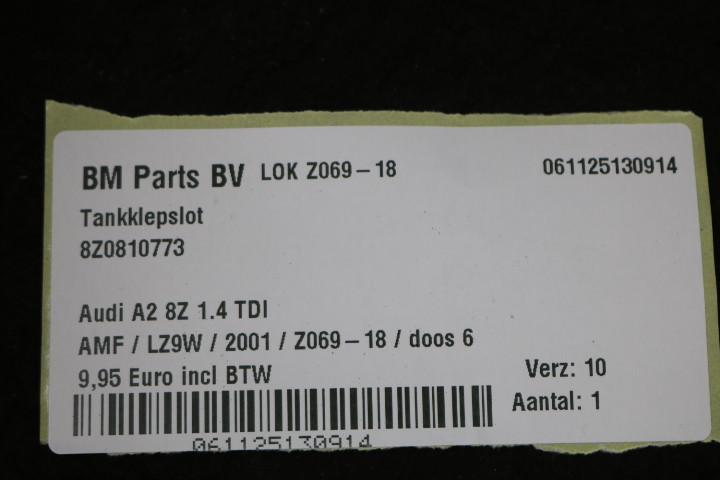 BM Parts BV LOK Z069-18 061125130914
Tankklepslot
8Z0810773
Audi A2 8Z 1.4 TDI
AMF / LZ9W / 2001 / Z069-18 / doos 6
9,95 Euro incl BTW
Verz: 10
Aantal: 1
061125130914